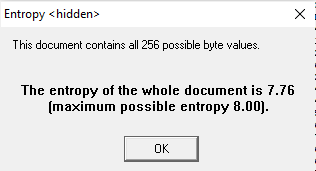 Entropy <hidden>
This document contains all 256 possible byte values.
The entropy of the whole document is 7.76
(maximum possible entropy 8.00).
OK